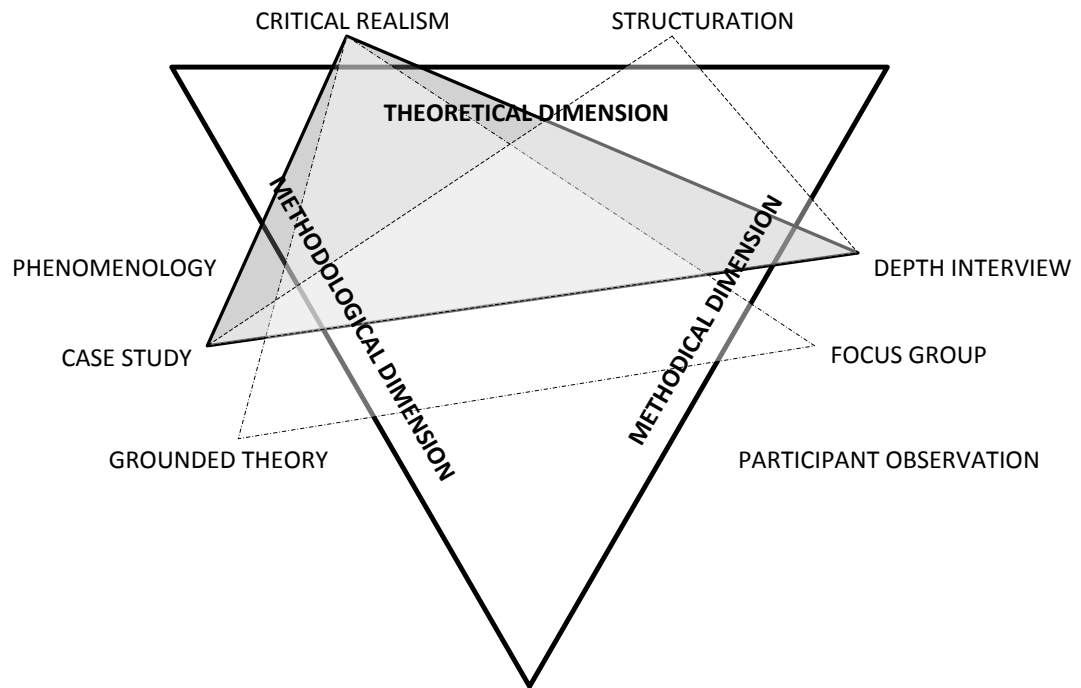 CRITICAL REALISM
STRUCTURATION
THEORETICAL DIMENSION
METHODOLOGICAL DIMENSION
METHODICAL DIMENSION
PHENOMENOLOGY
DEPTH INTERVIEW
CASE STUDY
FOCUS GROUP
GROUNDED THEORY
PARTICIPANT OBSERVATION